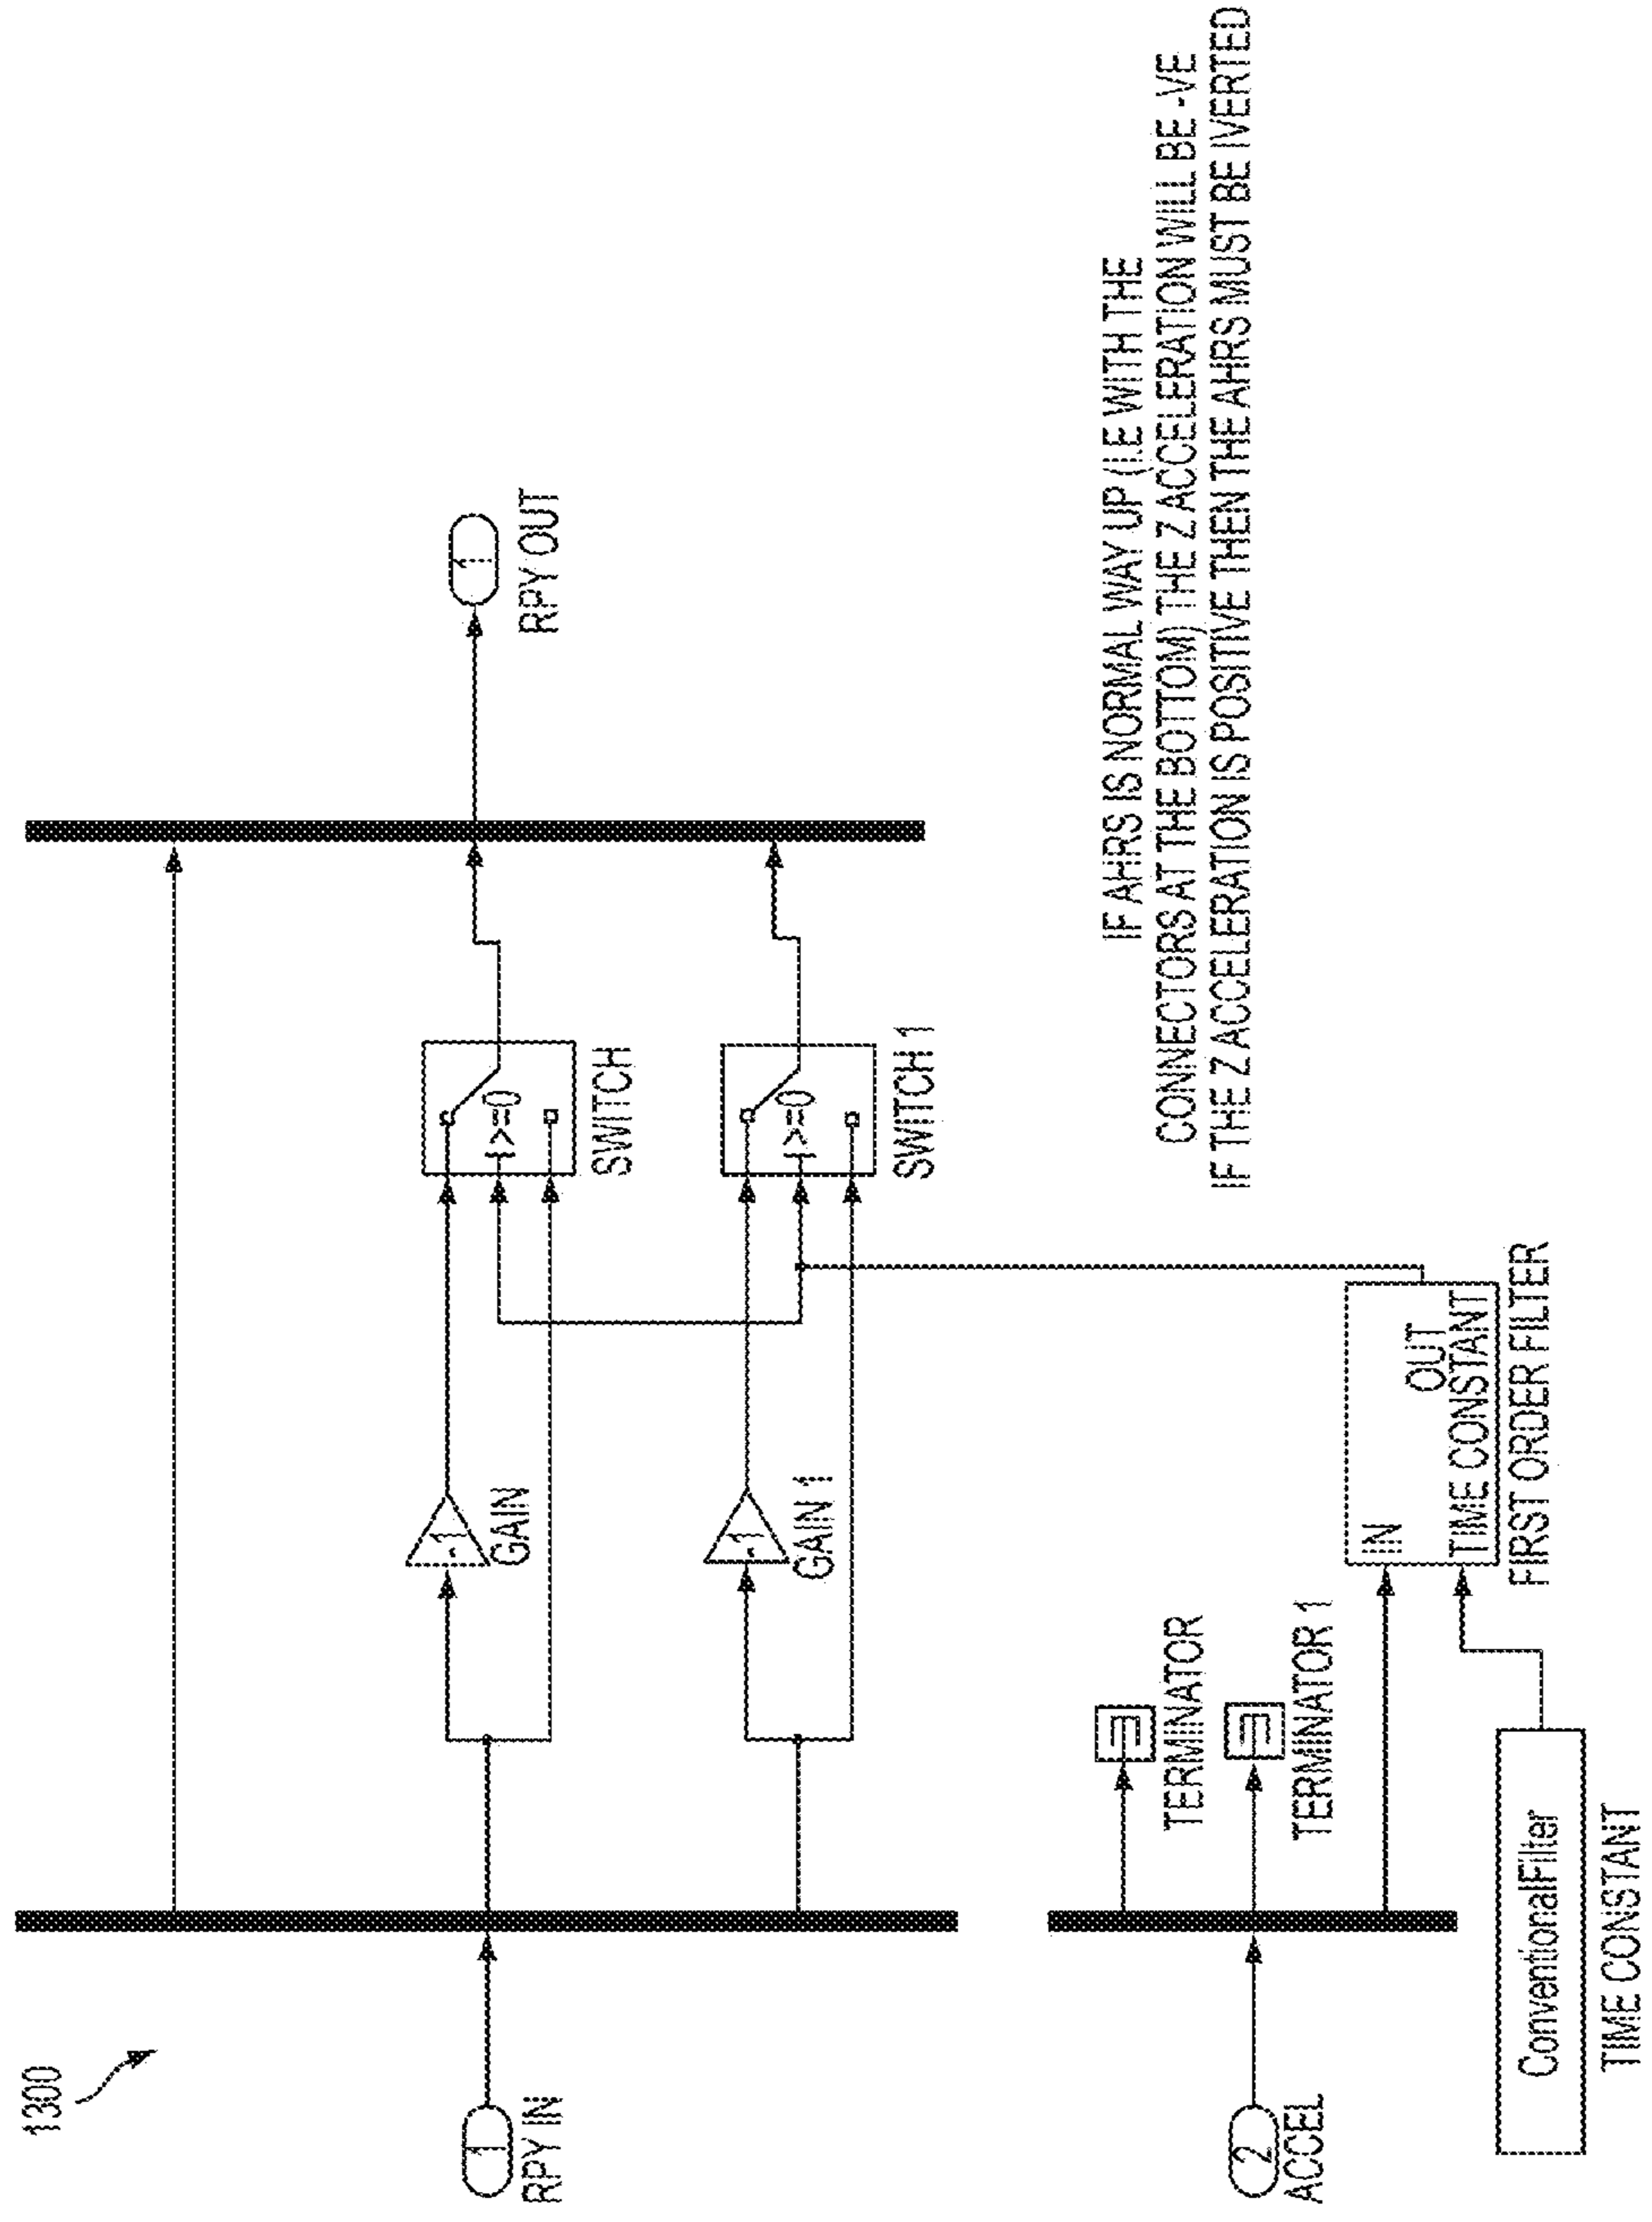 1300
1
RPY IN
-1
GAIN
>=0
SWITCH
1
RPY OUT
-1
GAIN 1
>=0
SWITCH 1
2
ACCEL
TERMINATOR
TERMINATOR 1
IN
OUT
TIME CONSTANT
FIRST ORDER FILTER
ConventionalFilter
TIME CONSTANT
IF AHRS IS NORMAL WAY UP (I.E WITH THE
CONNECTORS AT THE BOTTOM) THE Z ACCELERATION WILL BE -VE
IF THE Z ACCELERATION IS POSITIVE THEN THE AHRS MUST BE IVERTED